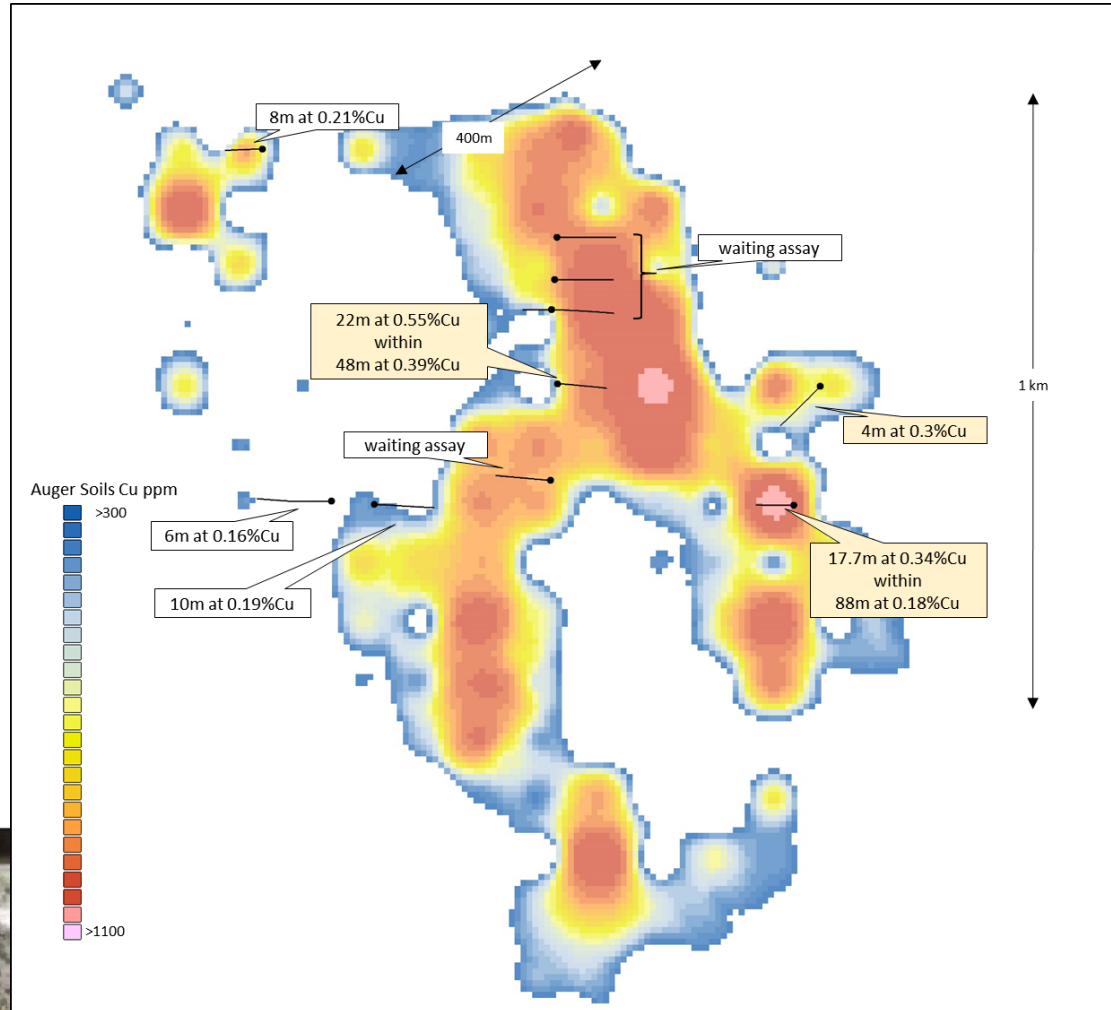 8m at 0.21%Cu
400m
waiting assay
22m at 0.55%Cu
within
48m at 0.39%Cu
1 km
4m at 0.3%Cu
waiting assay
Auger Soils Cu ppm
>300
6m at 0.16%Cu
17.7m at 0.34%Cu
within
88m at 0.18%Cu
10m at 0.19%Cu
>1100